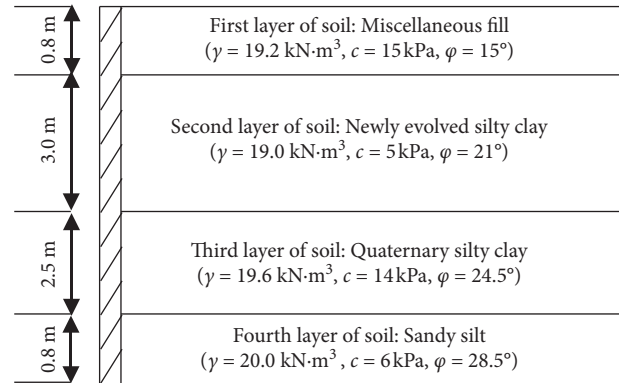 0.8 m
First layer of soil: Miscellaneous fill
(γ = 19.2 kN·m³, c = 15 kPa, φ = 15°)
3.0 m
Second layer of soil: Newly evolved silty clay
(γ = 19.0 kN·m³, c = 5 kPa, φ = 21°)
2.5 m
Third layer of soil: Quaternary silty clay
(γ = 19.6 kN·m³, c = 14 kPa, φ = 24.5°)
0.8 m
Fourth layer of soil: Sandy silt
(γ = 20.0 kN·m³ , c = 6 kPa, φ = 28.5°)